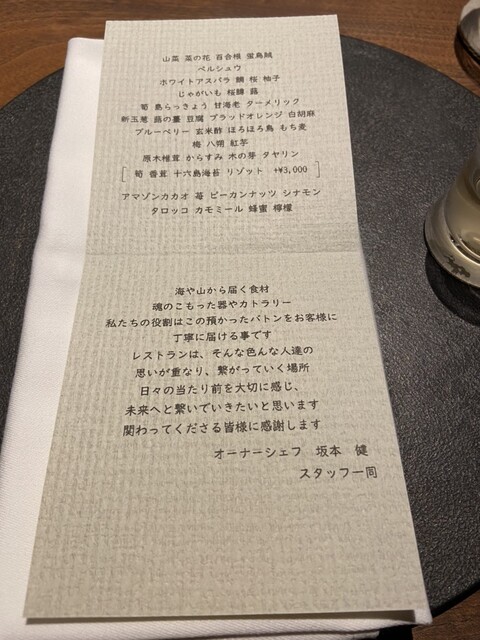 山菜 菜の花 百合根 蛍烏賊
ペルシュウ
ホワイトアスパラ 鯛 桜 柚子
じゃがいも 桜鱒 蕗
筍 島らっきょう 甘海老 ターメリック
新玉葱 蕗の薹 豆腐 ブラッドオレンジ 白胡麻
ブルーベリー 玄米酢 ほろほろ鳥 もち麦
梅 八朔 紅芋
原木椎茸 からすみ 木の芽 タヤリン
[ 筍 香茸 十六島海苔 リゾット +¥3,000 ]
アマゾンカカオ 苺 ピーカンナッツ シナモン
タロッコ カモミール 蜂蜜 檸檬
海や山から届く食材
魂のこもった器やカトラリー
私たちの役割はこの預かったバトンをお客様に
丁寧に届ける事です
レストランは、そんな色んな人達の
思いが重なり、繋がっていく場所
日々の当たり前を大切に感じ、
未来へと繋いでいきたいと思います
関わってくださる皆様に感謝します
オーナーシェフ 坂本 健
スタッフ一同